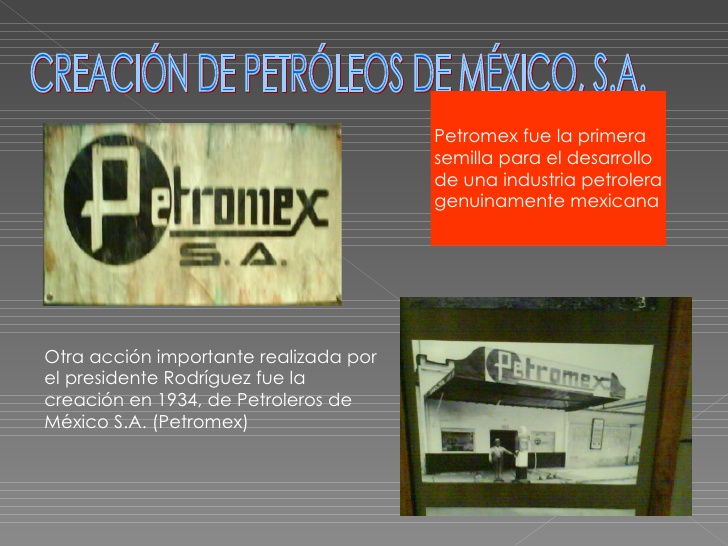 CREACIÓN DE PETRÓLEOS DE MÉXICO, S.A.
Petromex
S.A.
Petromex fue la primera
semilla para el desarrollo
de una industria petrolera
genuinamente mexicana
Otra acción importante realizada por
el presidente Rodríguez fue la
creación en 1934, de Petroleros de
México S.A. (Petromex)
Petromex